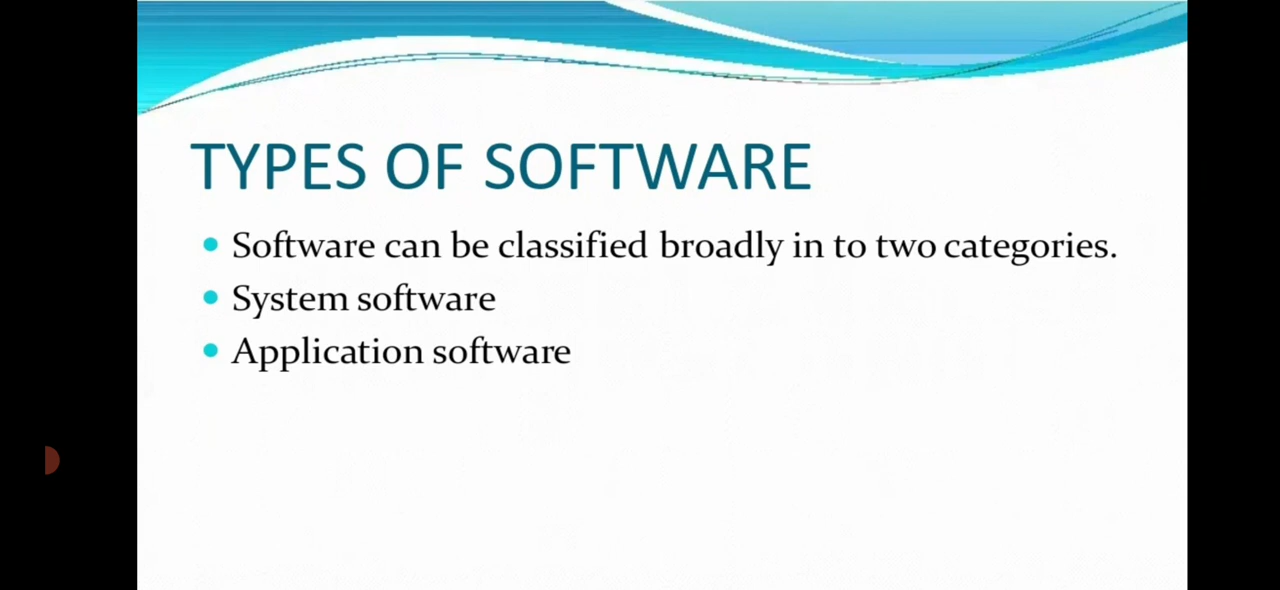 TYPES OF SOFTWARE
Software can be classified broadly in to two categories.
System software
Application software